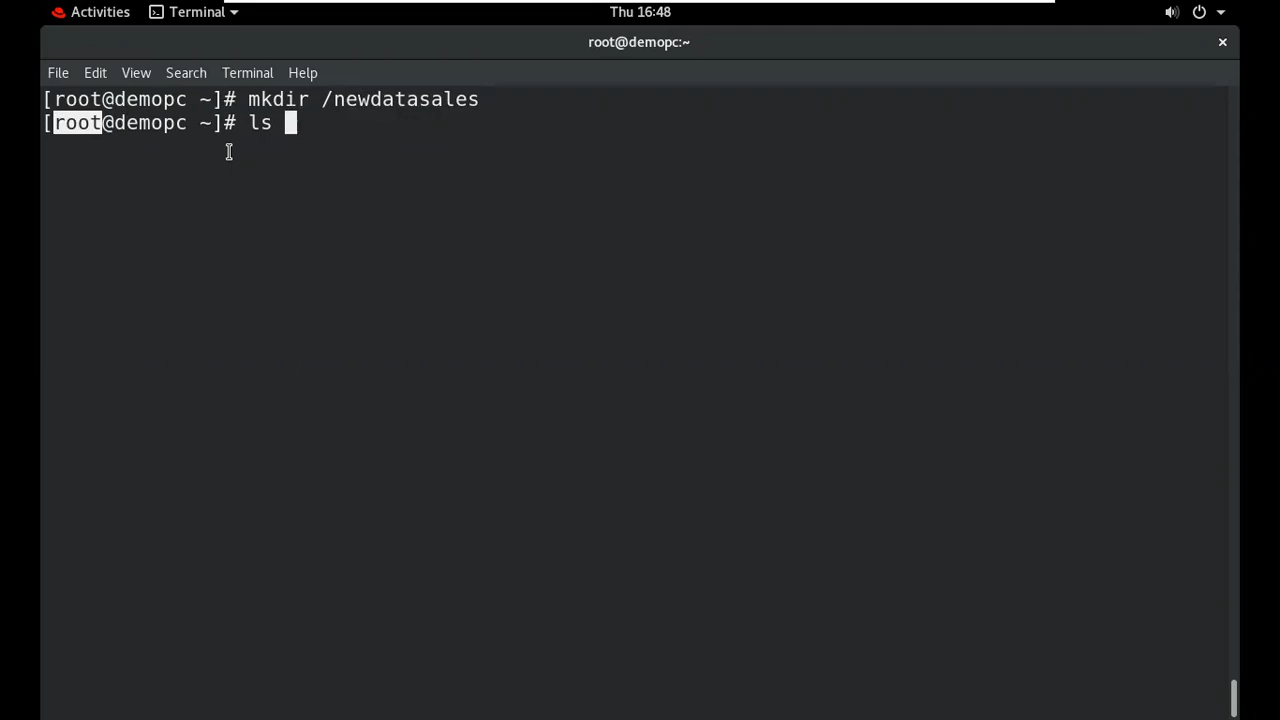 Activities Terminal Thu 16:48
root@demopc:~
File Edit View Search Terminal Help
[root@demopc ~]# mkdir /newdatasales
[root@demopc ~]# ls